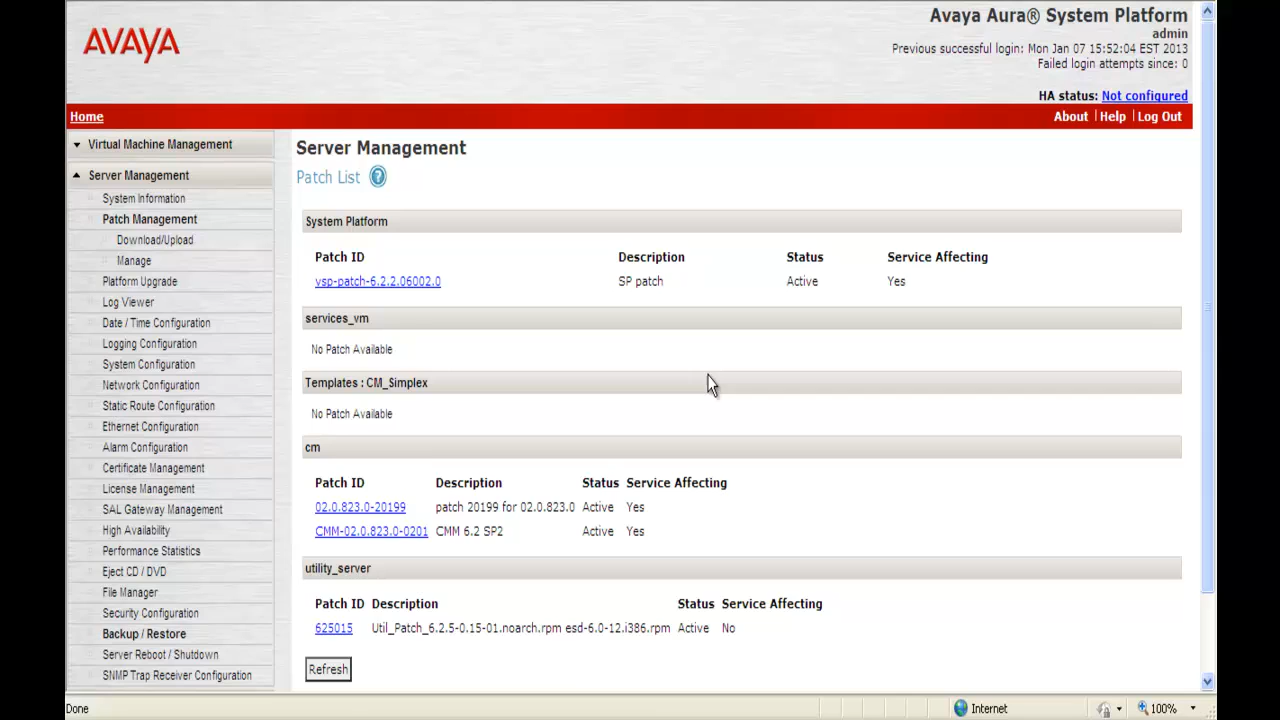 AVAYA
Avaya Aura® System Platform
admin
Previous successful login: Mon Jan 07 15:52:04 EST 2013
Failed login attempts since: 0
HA status: Not configured
Home
About | Help | Log Out
Virtual Machine Management
Server Management
System Information
Patch Management
Download/Upload
Manage
Platform Upgrade
Log Viewer
Date / Time Configuration
Logging Configuration
System Configuration
Network Configuration
Static Route Configuration
Ethernet Configuration
Alarm Configuration
Certificate Management
License Management
SAL Gateway Management
High Availability
Performance Statistics
Eject CD / DVD
File Manager
Security Configuration
Backup / Restore
Server Reboot / Shutdown
SNMP Trap Receiver Configuration
Server Management
Patch List ?
System Platform
Patch ID Description Status Service Affecting
vsp-patch-6.2.2.06002.0 SP patch Active Yes
services_vm
No Patch Available
Templates : CM_Simplex
No Patch Available
cm
Patch ID Description Status Service Affecting
02.0.823.0-20199 patch 20199 for 02.0.823.0 Active Yes
CMM-02.0.823.0-0201 CMM 6.2 SP2 Active Yes
utility_server
Patch ID Description Status Service Affecting
625015 Util_Patch_6.2.5-0.15-01.noarch.rpm esd-6.0-12.i386.rpm Active No
Refresh
Done
Internet
100%